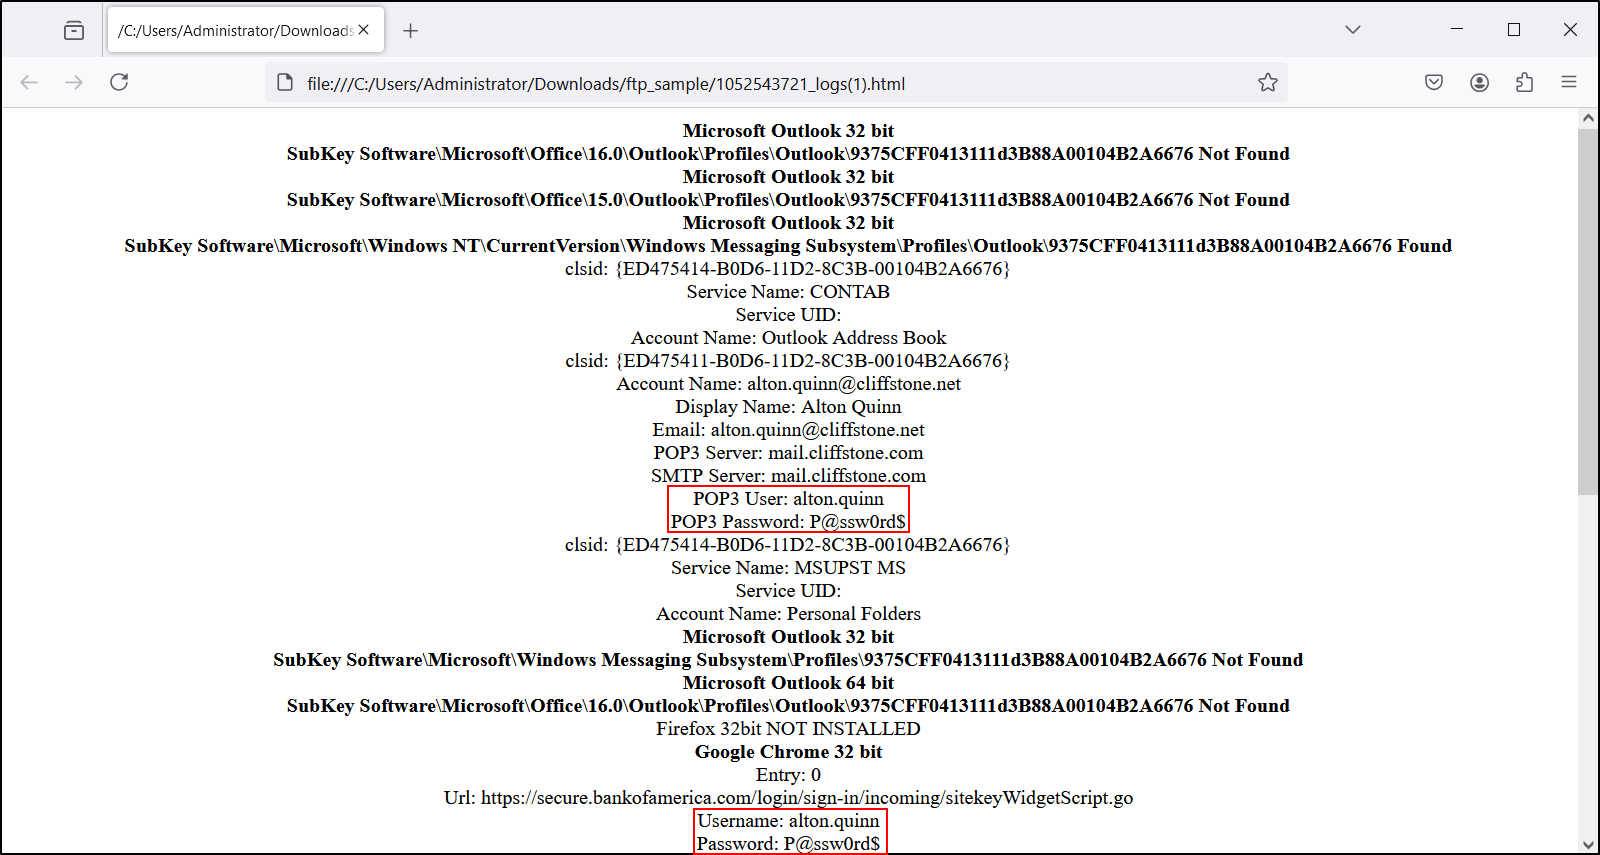 /C:/Users/Administrator/Downloads
file:///C:/Users/Administrator/Downloads/ftp_sample/1052543721_logs(1).html
Microsoft Outlook 32 bit
SubKey Software\Microsoft\Office\16.0\Outlook\Profiles\Outlook\9375CFF0413111d3B88A00104B2A6676 Not Found
Microsoft Outlook 32 bit
SubKey Software\Microsoft\Office\15.0\Outlook\Profiles\Outlook\9375CFF0413111d3B88A00104B2A6676 Not Found
Microsoft Outlook 32 bit
SubKey Software\Microsoft\Windows NT\CurrentVersion\Windows Messaging Subsystem\Profiles\Outlook\9375CFF0413111d3B88A00104B2A6676 Found
clsid: {ED475414-B0D6-11D2-8C3B-00104B2A6676}
Service Name: CONTAB
Service UID:
Account Name: Outlook Address Book
clsid: {ED475411-B0D6-11D2-8C3B-00104B2A6676}
Account Name: alton.quinn@cliffstone.net
Display Name: Alton Quinn
Email: alton.quinn@cliffstone.net
POP3 Server: mail.cliffstone.com
SMTP Server: mail.cliffstone.com
POP3 User: alton.quinn
POP3 Password: P@ssw0rd$
clsid: {ED475414-B0D6-11D2-8C3B-00104B2A6676}
Service Name: MSUPST MS
Service UID:
Account Name: Personal Folders
Microsoft Outlook 32 bit
SubKey Software\Microsoft\Windows Messaging Subsystem\Profiles\9375CFF0413111d3B88A00104B2A6676 Not Found
Microsoft Outlook 64 bit
SubKey Software\Microsoft\Office\16.0\Outlook\Profiles\Outlook\9375CFF0413111d3B88A00104B2A6676 Not Found
Firefox 32bit NOT INSTALLED
Google Chrome 32 bit
Entry: 0
Url: https://secure.bankofamerica.com/login/sign-in/incoming/sitekeyWidgetScript.go
Username: alton.quinn
Password: P@ssw0rd$